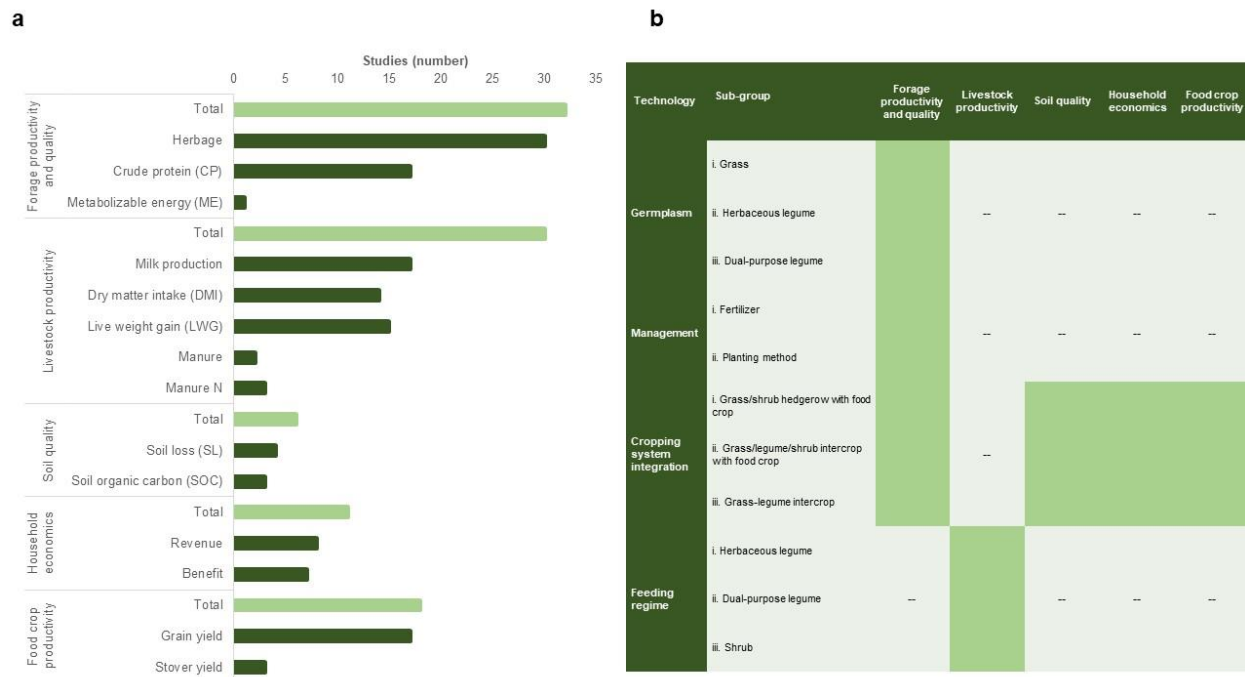 a
Studies (number)
0 5 10 15 20 25 30 35
Forage productivity
and quality
Total
Herbage
Crude protein (CP)
Metabolizable energy (ME)
Livestock productivity
Total
Milk production
Dry matter intake (DMI)
Live weight gain (LWG)
Manure
Manure N
Soil quality
Total
Soil loss (SL)
Soil organic carbon (SOC)
Household
economics
Total
Revenue
Benefit
Food crop
productivity
Total
Grain yield
Stover yield
b
Technology
Sub-group
Forage
productivity
and quality
Livestock
productivity
Soil quality
Household
economics
Food crop
productivity
Germplasm
i. Grass
ii. Herbaceous legume
iii. Dual-purpose legume
-- -- -- --
Management
i. Fertilizer
ii. Planting method
-- -- -- --
Cropping
system
integration
i. Grass/shrub hedgerow with food
crop
ii. Grass/legume/shrub intercrop
with food crop
iii. Grass-legume intercrop
--
Feeding
regime
i. Herbaceous legume
ii. Dual-purpose legume
iii. Shrub
-- -- -- --